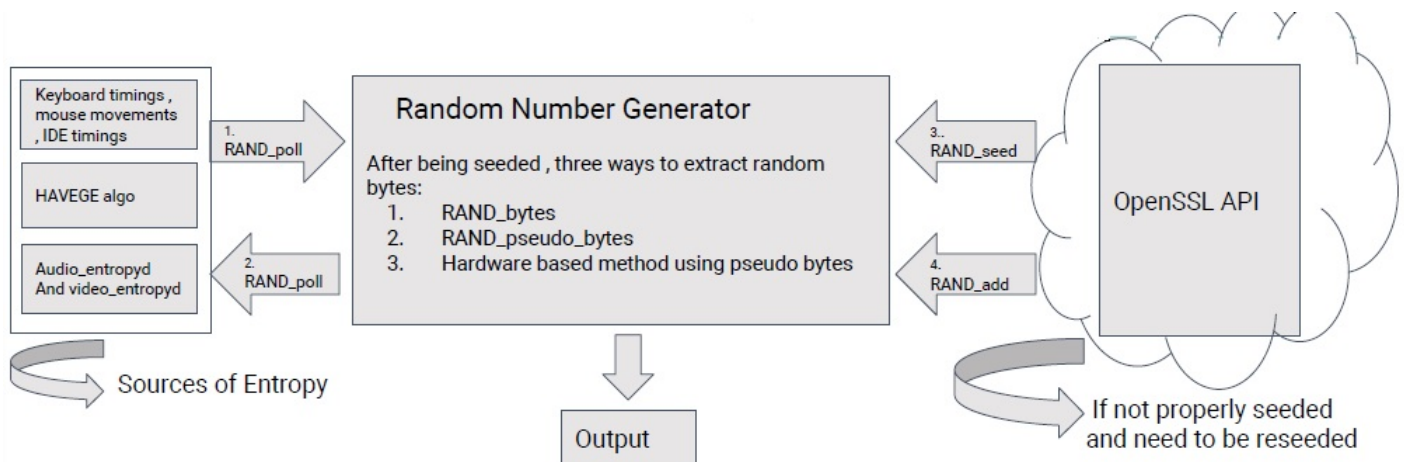 Keyboard timings ,
mouse movements
, IDE timings
HAVEGE algo
Audio_entropyd
And video_entropyd
Sources of Entropy
1.
RAND_poll
2.
RAND_poll
Random Number Generator
After being seeded , three ways to extract random
bytes:
1. RAND_bytes
2. RAND_pseudo_bytes
3. Hardware based method using pseudo bytes
Output
3..
RAND_seed
4.
RAND_add
OpenSSL API
If not properly seeded
and need to be reseeded